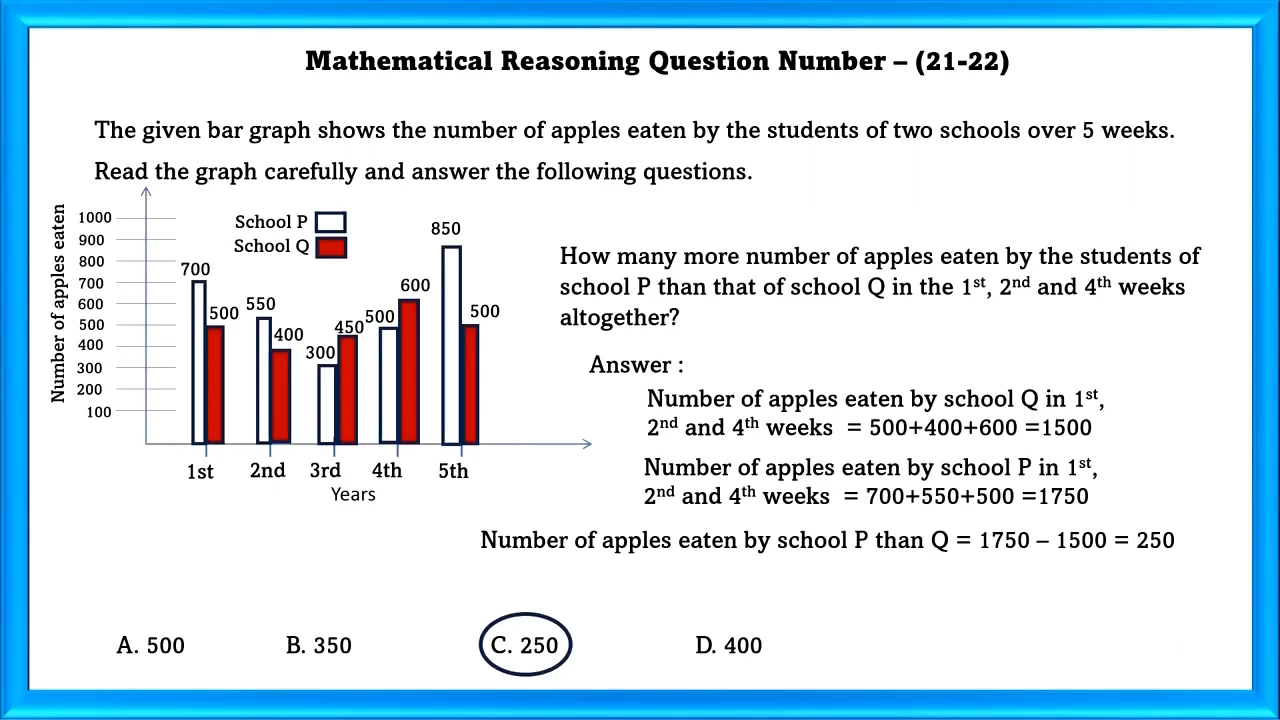 Mathematical Reasoning Question Number – (21-22)
The given bar graph shows the number of apples eaten by the students of two schools over 5 weeks.
Read the graph carefully and answer the following questions.
Number of apples eaten
1000
900
800
700
600
500
400
300
200
100
School P
School Q
700
500
550
400
300
450
500
600
850
500
1st
2nd
3rd
4th
5th
Years
How many more number of apples eaten by the students of
school P than that of school Q in the 1st, 2nd and 4th weeks
altogether?
Answer :
Number of apples eaten by school Q in 1st,
2nd and 4th weeks = 500+400+600 =1500
Number of apples eaten by school P in 1st,
2nd and 4th weeks = 700+550+500 =1750
Number of apples eaten by school P than Q = 1750 – 1500 = 250
A. 500
B. 350
C. 250
D. 400